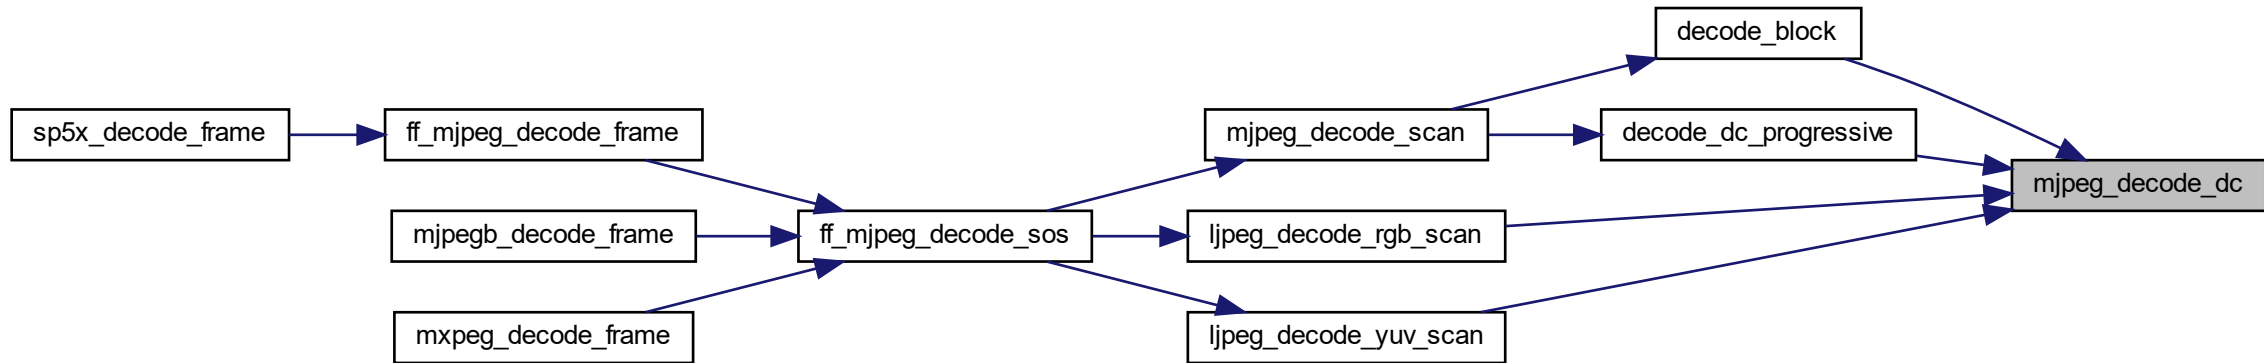 decode_block
sp5x_decode_frame
ff_mjpeg_decode_frame
mjpeg_decode_scan
decode_dc_progressive
mjpeg_decode_dc
mjpegb_decode_frame
ff_mjpeg_decode_sos
ljpeg_decode_rgb_scan
mxpeg_decode_frame
ljpeg_decode_yuv_scan